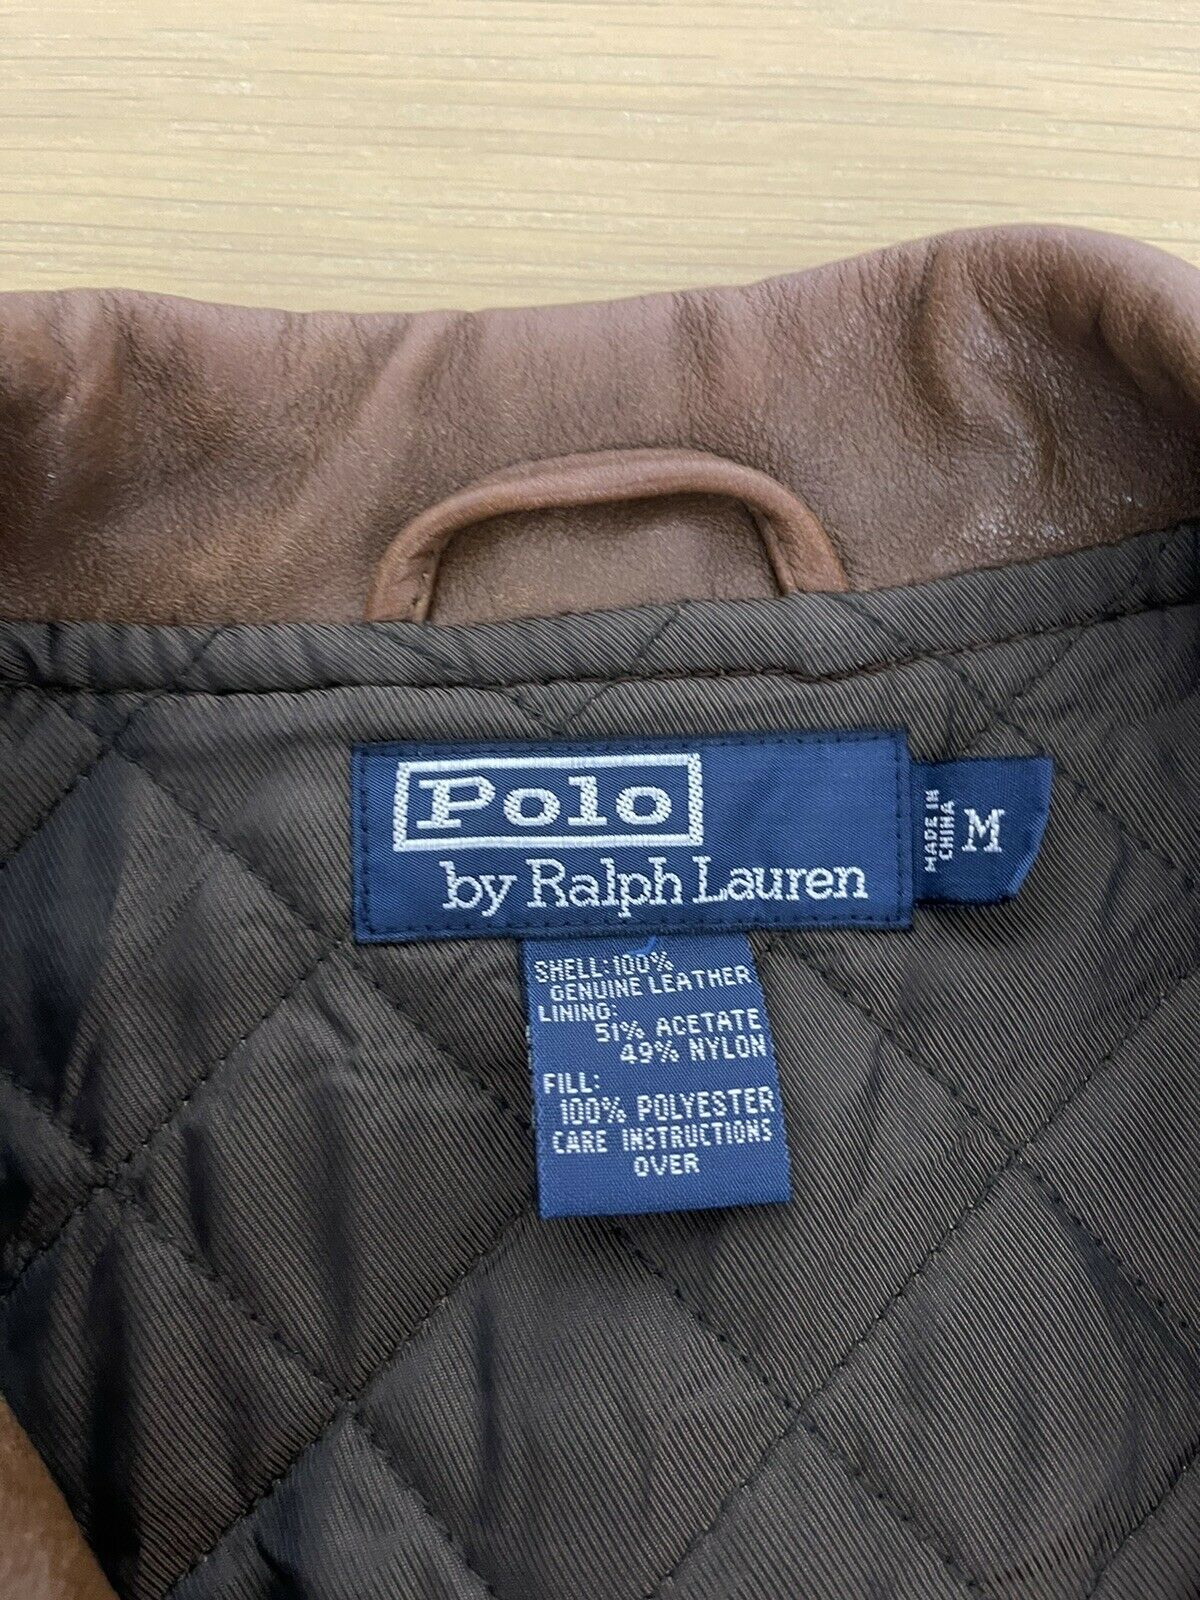 Polo
by Ralph Lauren
MADE IN
CHINA
M
SHELL:100%
GENUINE LEATHER
LINING:
51% ACETATE
49% NYLON
FILL:
100% POLYESTER
CARE INSTRUCTIONS
OVER